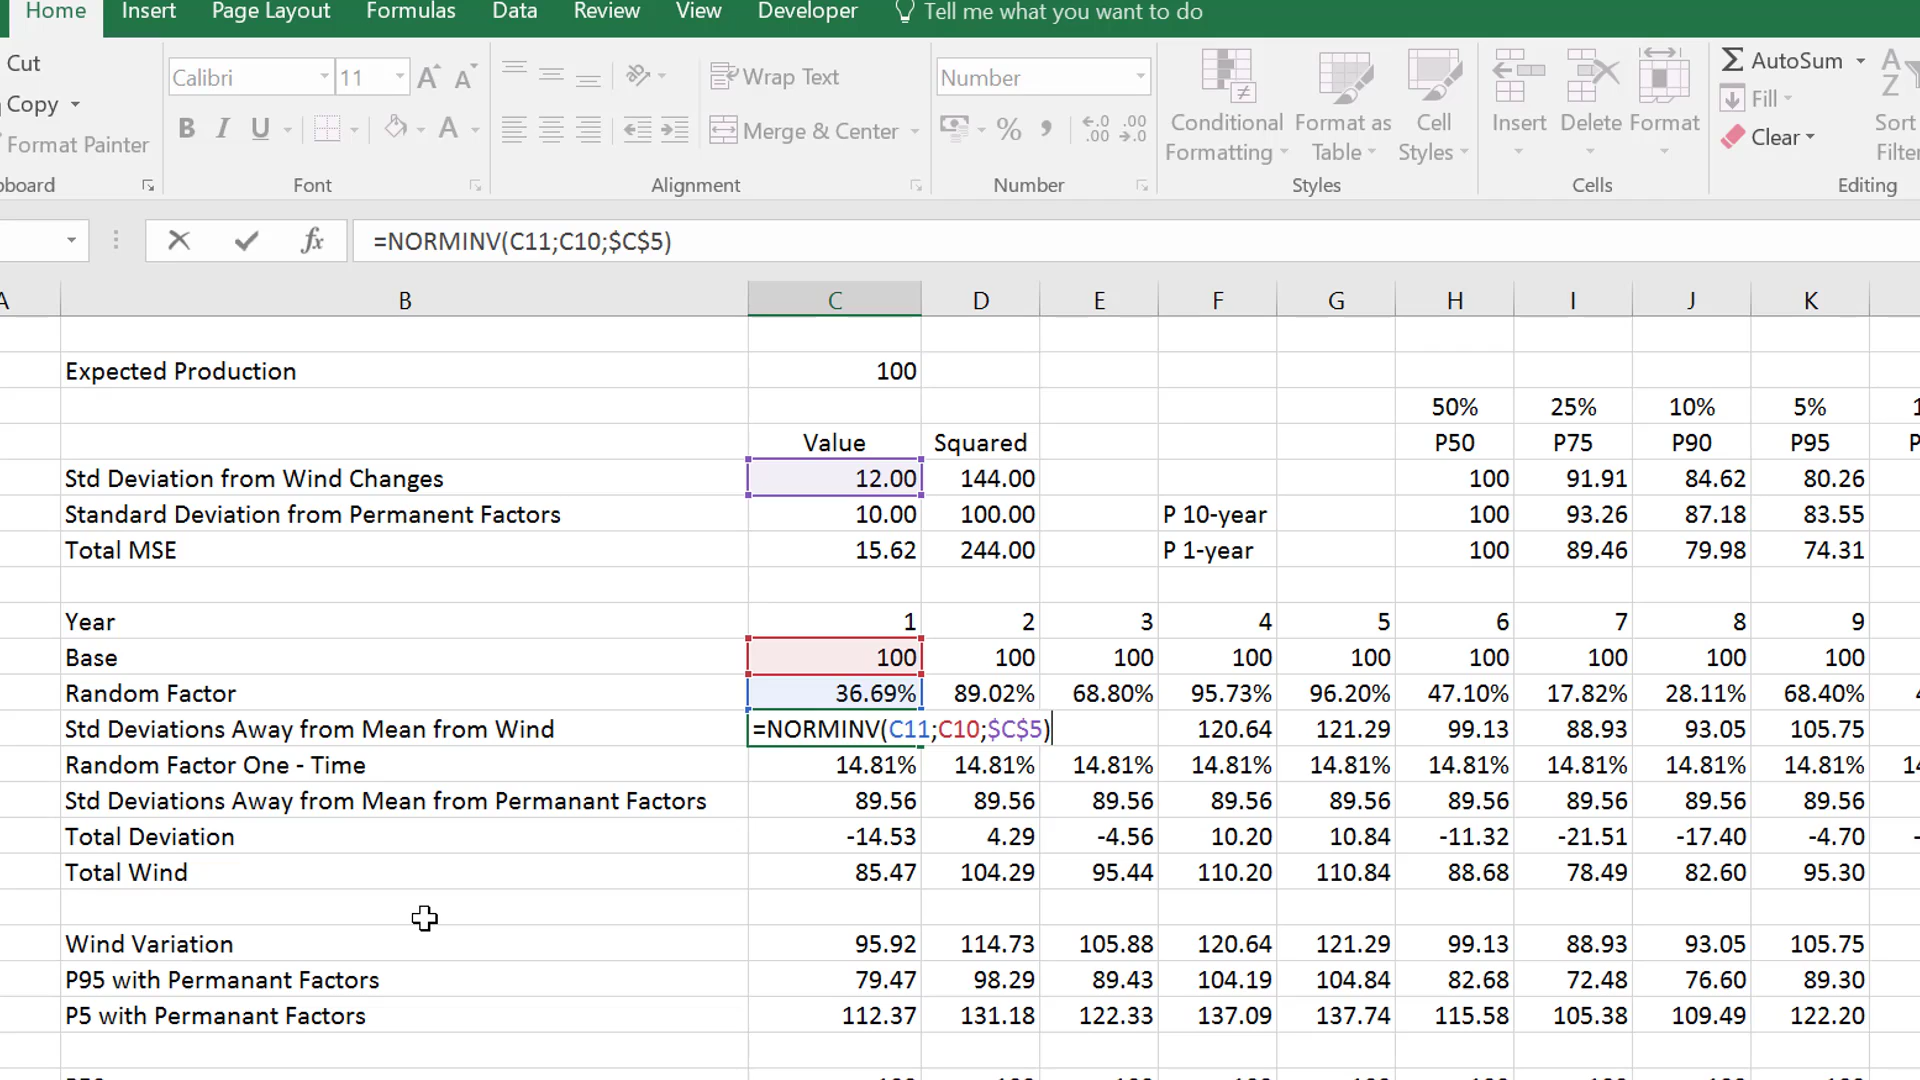 Home Insert Page Layout Formulas Data Review View Developer Tell me what you want to do
Cut
Copy
Format Painter
Calibri 11
B I U A
Wrap Text
Merge & Center
Number
% ,
Conditional Formatting
Format as Table
Cell Styles
Insert Delete Format
AutoSum
Fill
Clear
Sort
Filter
pboard Font Alignment Number Styles Cells Editing
fx =NORMINV(C11;C10;$C$5)
A B C D E F G H I J K
Expected Production 100
50% 25% 10% 5% 1
Value Squared P50 P75 P90 P95 P
Std Deviation from Wind Changes 12.00 144.00 100 91.91 84.62 80.26
Standard Deviation from Permanent Factors 10.00 100.00 P 10-year 100 93.26 87.18 83.55
Total MSE 15.62 244.00 P 1-year 100 89.46 79.98 74.31
Year 1 2 3 4 5 6 7 8 9
Base 100 100 100 100 100 100 100 100 100
Random Factor 36.69% 89.02% 68.80% 95.73% 96.20% 47.10% 17.82% 28.11% 68.40%
Std Deviations Away from Mean from Wind =NORMINV(C11;C10;$C$5) 120.64 121.29 99.13 88.93 93.05 105.75
Random Factor One - Time 14.81% 14.81% 14.81% 14.81% 14.81% 14.81% 14.81% 14.81% 14.81% 14
Std Deviations Away from Mean from Permanant Factors 89.56 89.56 89.56 89.56 89.56 89.56 89.56 89.56 89.56
Total Deviation -14.53 4.29 -4.56 10.20 10.84 -11.32 -21.51 -17.40 -4.70 -
Total Wind 85.47 104.29 95.44 110.20 110.84 88.68 78.49 82.60 95.30
Wind Variation 95.92 114.73 105.88 120.64 121.29 99.13 88.93 93.05 105.75
P95 with Permanant Factors 79.47 98.29 89.43 104.19 104.84 82.68 72.48 76.60 89.30
P5 with Permanant Factors 112.37 131.18 122.33 137.09 137.74 115.58 105.38 109.49 122.20